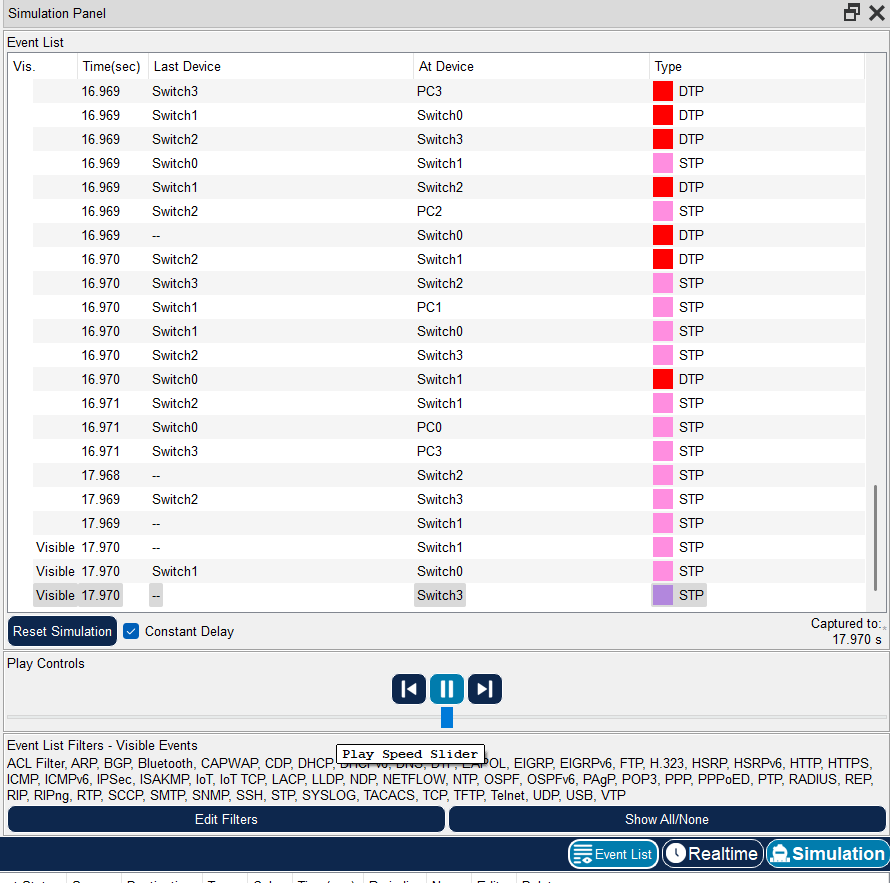 Simulation Panel
Event List
Vis. Time(sec) Last Device At Device Type
16.969 Switch3 PC3 DTP
16.969 Switch1 Switch0 DTP
16.969 Switch2 Switch3 DTP
16.969 Switch0 Switch1 STP
16.969 Switch1 Switch2 DTP
16.969 Switch2 PC2 STP
16.969 -- Switch0 DTP
16.970 Switch2 Switch1 DTP
16.970 Switch3 Switch2 STP
16.970 Switch1 PC1 STP
16.970 Switch1 Switch0 STP
16.970 Switch2 Switch3 STP
16.970 Switch0 Switch1 DTP
16.971 Switch2 Switch1 STP
16.971 Switch0 PC0 STP
16.971 Switch3 PC3 STP
17.968 -- Switch2 STP
17.969 Switch2 Switch3 STP
17.969 -- Switch1 STP
Visible 17.970 -- Switch1 STP
Visible 17.970 Switch1 Switch0 STP
Visible 17.970 -- Switch3 STP
Reset Simulation Constant Delay Captured to:
17.970 s
Play Controls
Event List Filters - Visible Events
Play Speed Slider
ACL Filter, ARP, BGP, Bluetooth, CAPWAP, CDP, DHCP, EIGRP, EIGRPv6, FTP, H.323, HSRP, HSRPv6, HTTP, HTTPS,
ICMP, ICMPv6, IPSec, ISAKMP, IoT, IoT TCP, LACP, LLDP, NDP, NETFLOW, NTP, OSPF, OSPFv6, PAgP, POP3, PPP, PPPoED, PTP, RADIUS, REP,
RIP, RIPng, RTP, SCCP, SMTP, SNMP, SSH, STP, SYSLOG, TACACS, TCP, TFTP, Telnet, UDP, USB, VTP
Edit Filters Show All/None
Event List Realtime Simulation